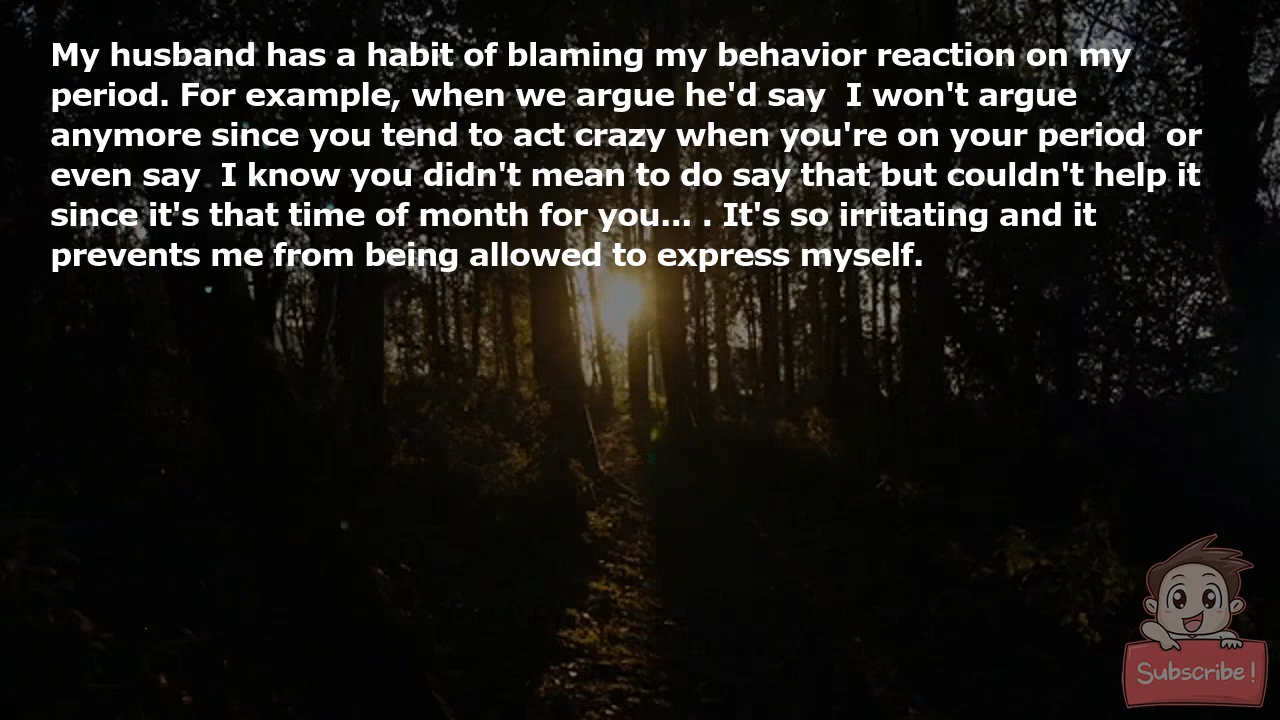 My husband has a habit of blaming my behavior reaction on my
period. For example, when we argue he'd say  I won't argue
anymore since you tend to act crazy when you're on your period  or
even say  I know you didn't mean to do say that but couldn't help it
since it's that time of month for you... . It's so irritating and it
prevents me from being allowed to express myself.
Subscribe!